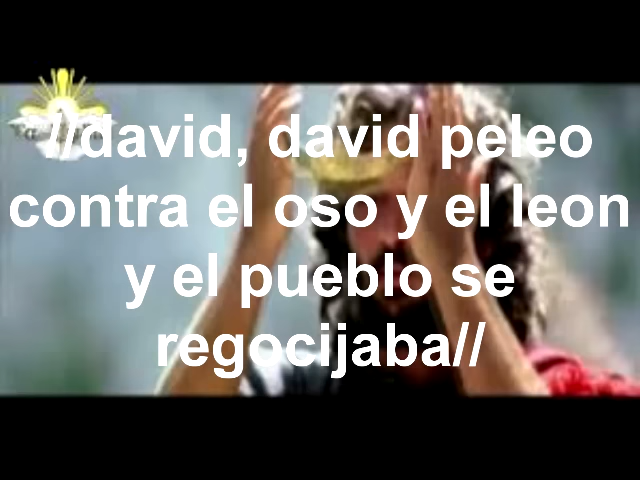 //david, david peleo
contra el oso y el leon
y el pueblo se
regocijaba//